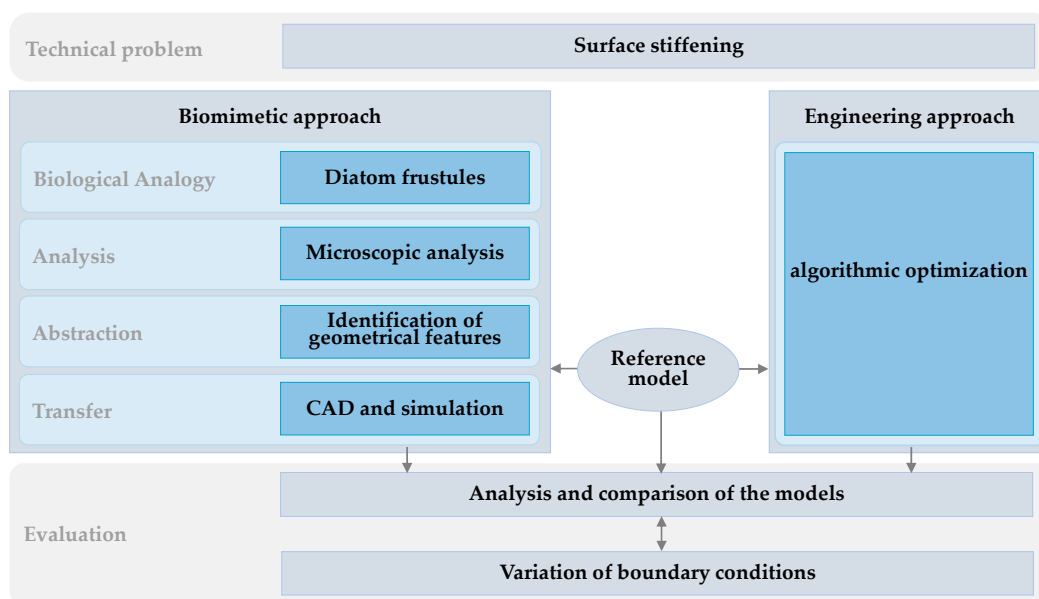 Technical problem
Surface stiffening
Biomimetic approach
Engineering approach
Biological Analogy
Diatom frustules
Analysis
Microscopic analysis
algorithmic optimization
Abstraction
Identification of
geometrical features
Reference
model
Transfer
CAD and simulation
Evaluation
Analysis and comparison of the models
Variation of boundary conditions